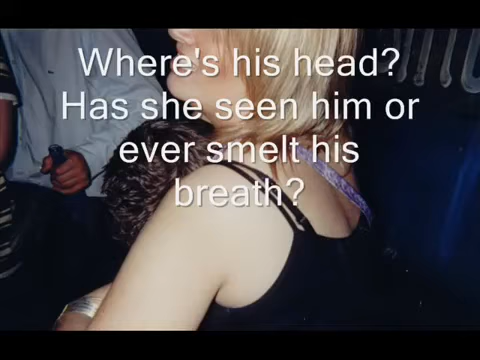 Where's his head?
Has she seen him or
ever smelt his
breath?